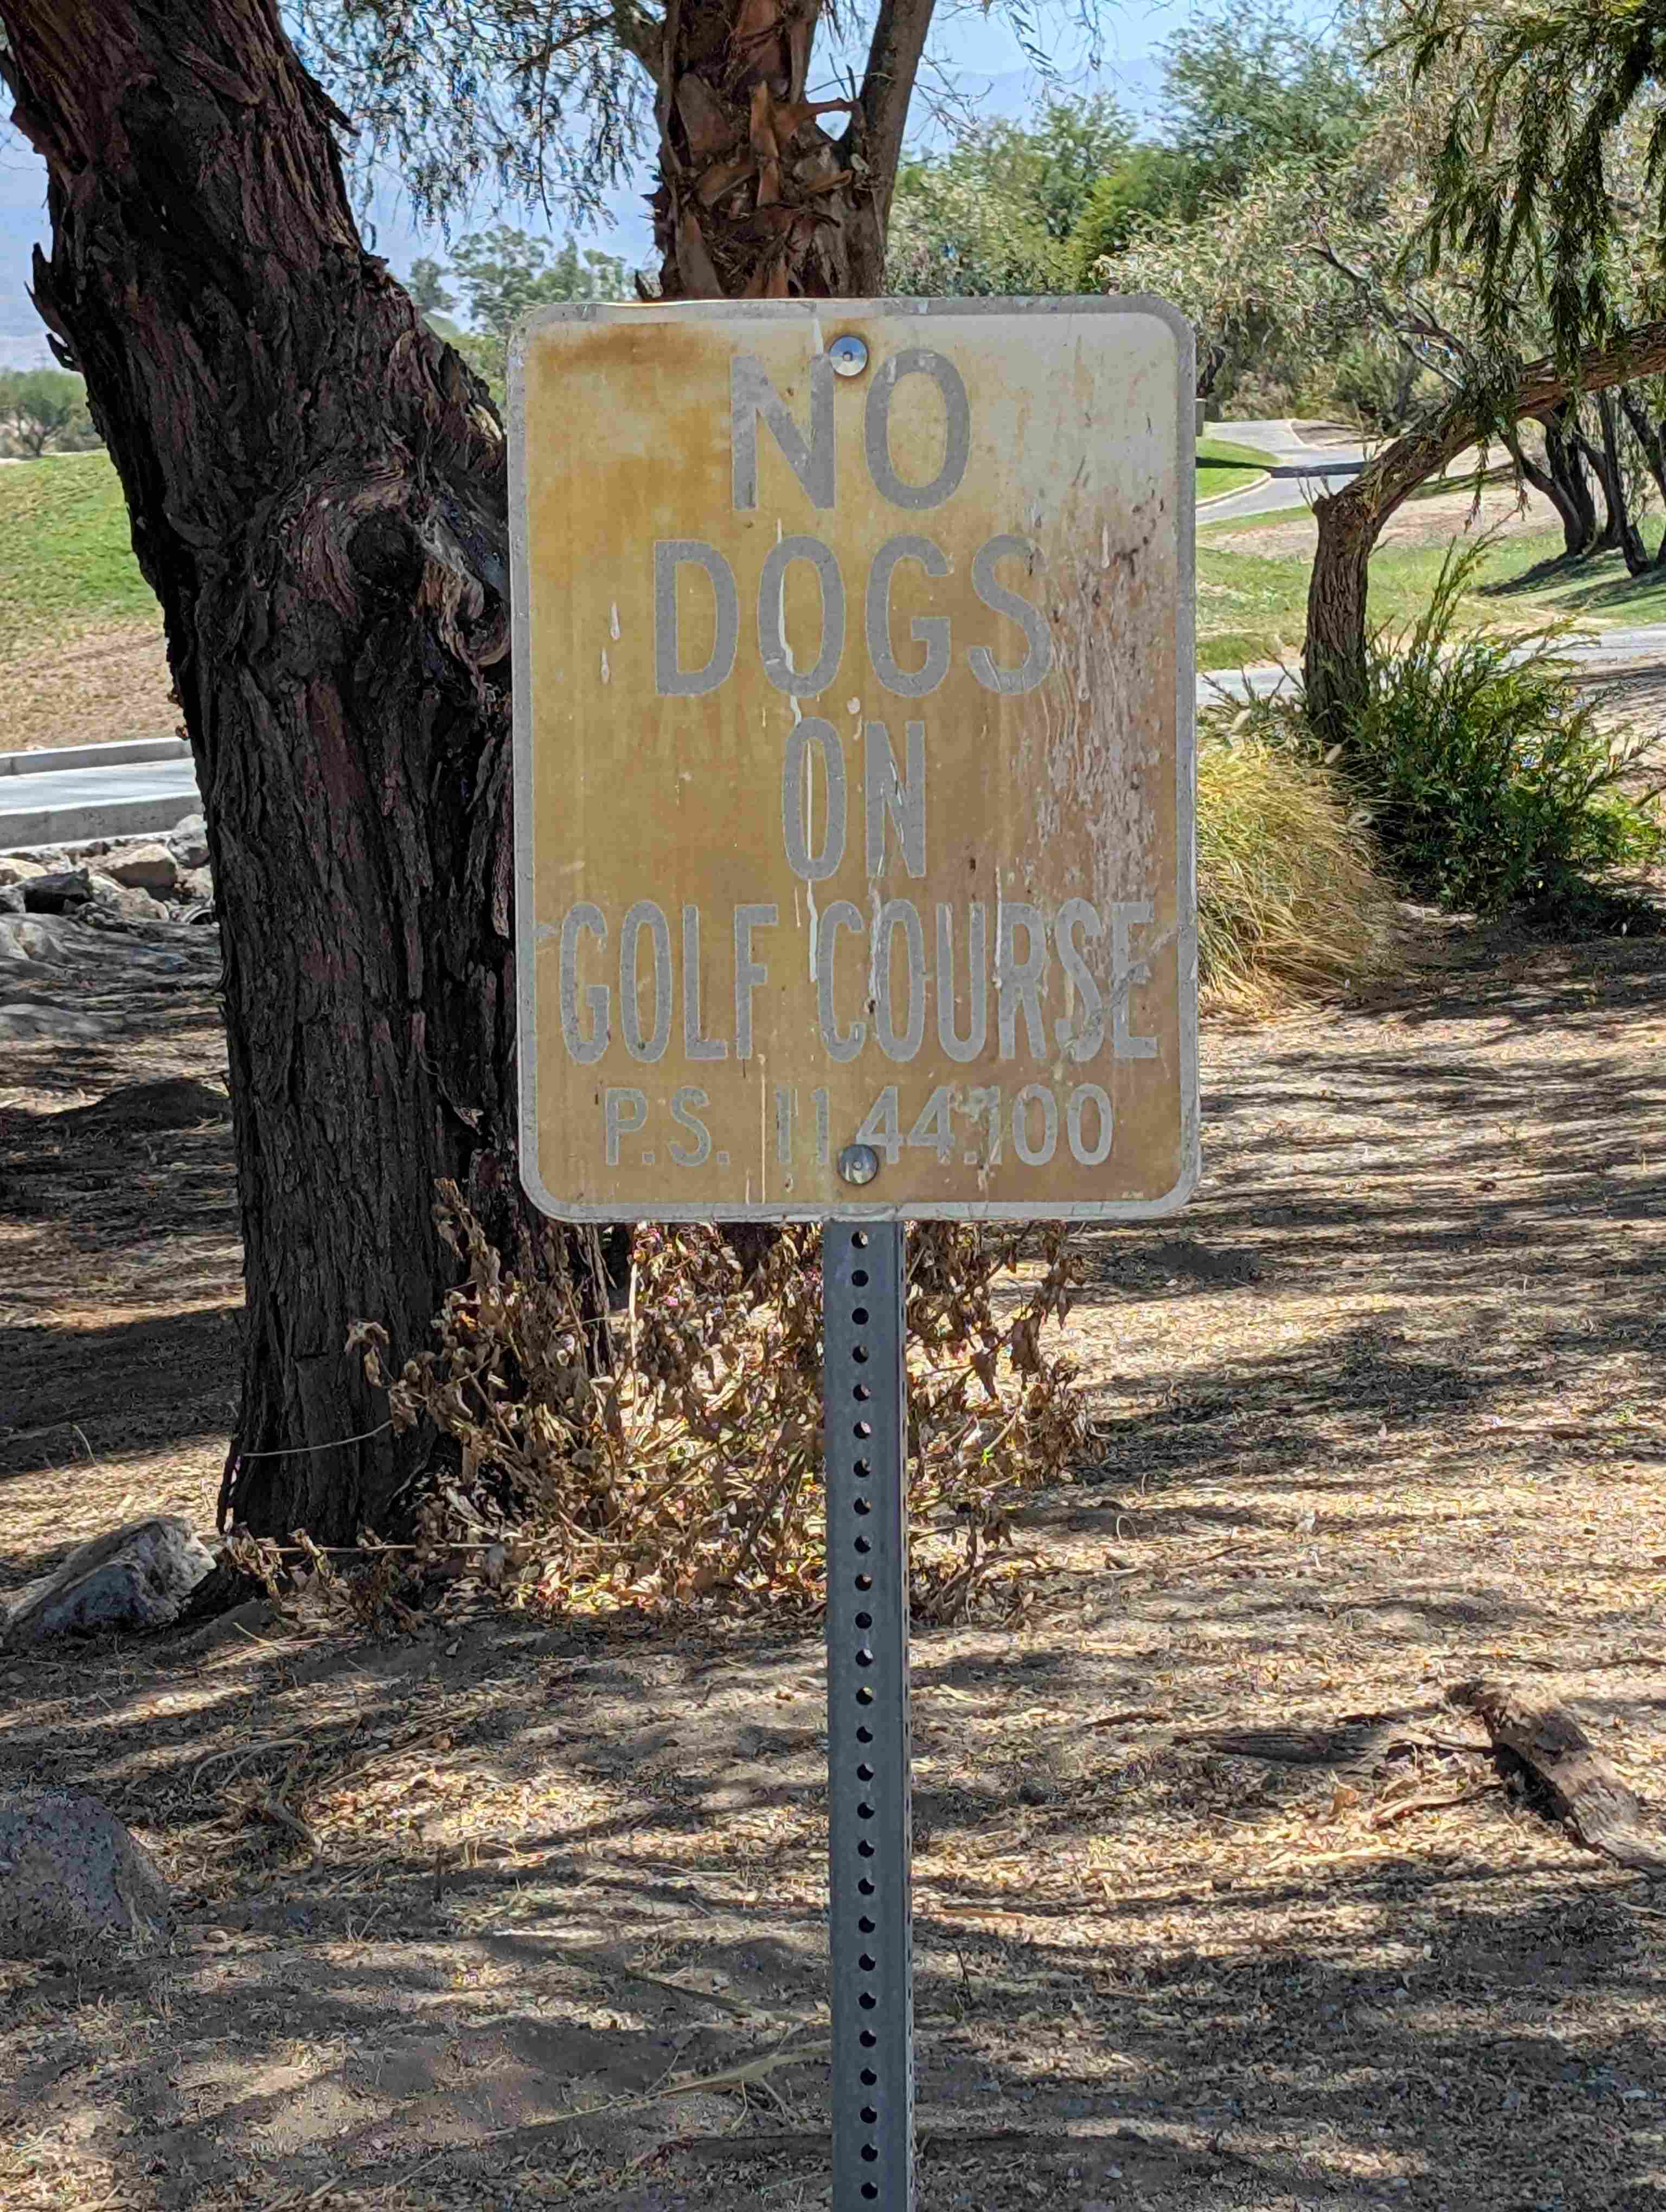 NO
DOGS
ON
GOLF COURSE
P.S. 11.44.100